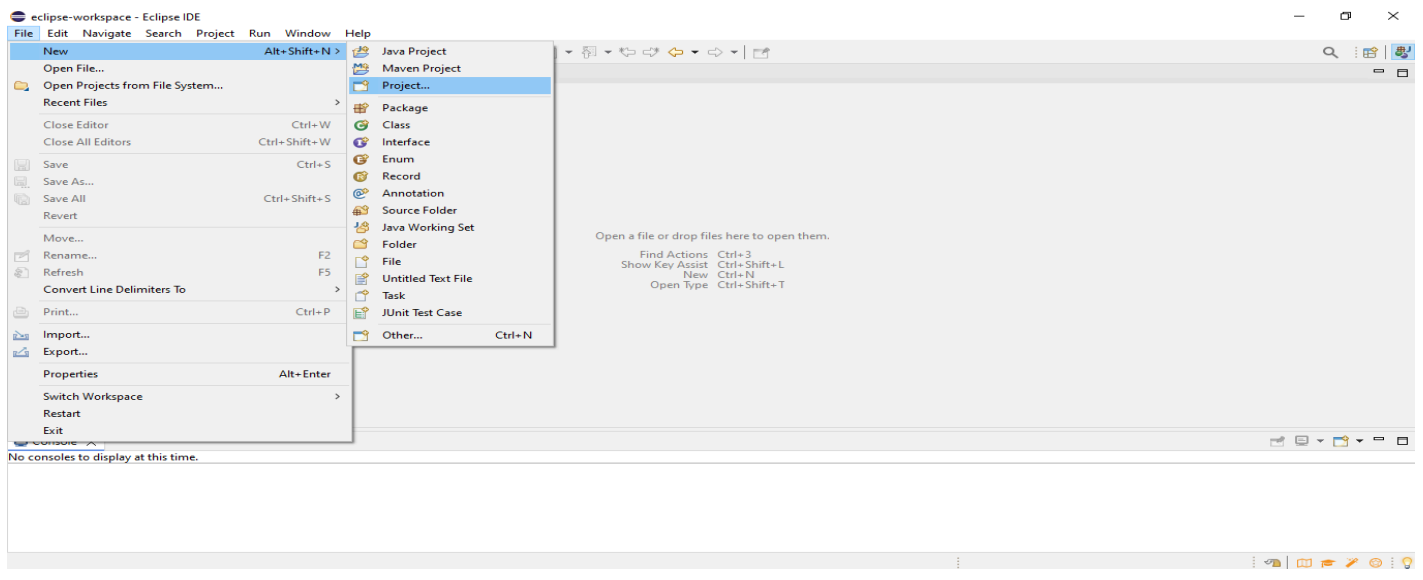 eclipse-workspace - Eclipse IDE
File Edit Navigate Search Project Run Window Help
New Alt+Shift+N >
Open File...
Open Projects from File System...
Recent Files >
Close Editor Ctrl+W
Close All Editors Ctrl+Shift+W
Save Ctrl+S
Save As...
Save All Ctrl+Shift+S
Revert
Move...
Rename... F2
Refresh F5
Convert Line Delimiters To >
Print... Ctrl+P
Import...
Export...
Properties Alt+Enter
Switch Workspace >
Restart
Exit
Java Project
Maven Project
Project...
Package
Class
Interface
Enum
Record
Annotation
Source Folder
Java Working Set
Folder
File
Untitled Text File
Task
JUnit Test Case
Other... Ctrl+N
Open a file or drop files here to open them.
Find Actions Ctrl+3
Show Key Assist Ctrl+Shift+L
New Ctrl+N
Open Type Ctrl+Shift+T
Console
No consoles to display at this time.